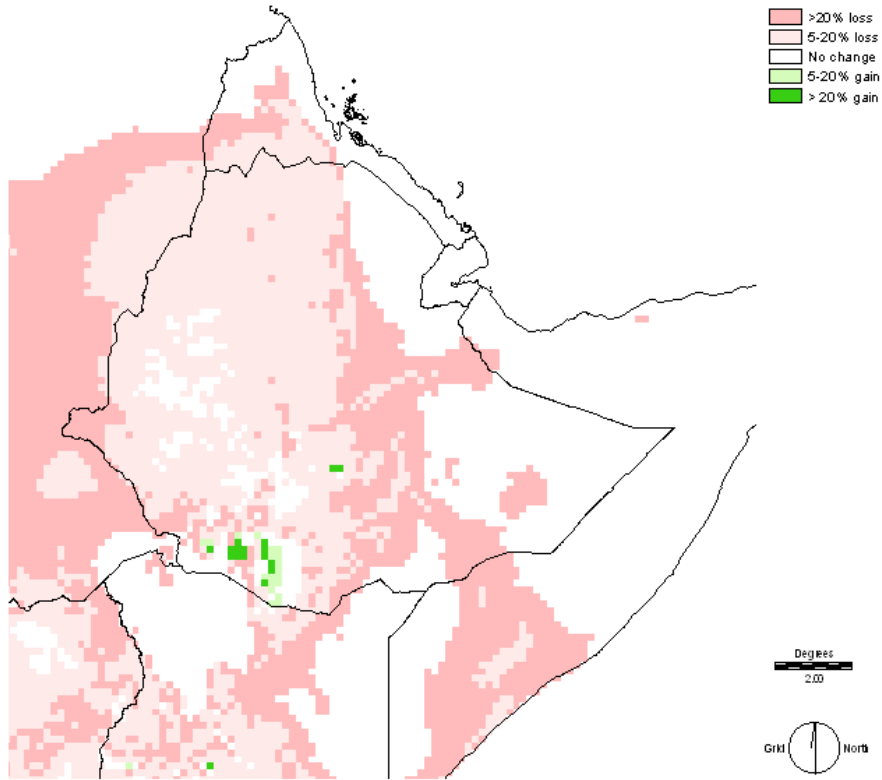 >20% loss
5-20% loss
No change
5-20% gain
> 20% gain
Degrees
2.00
Grid North